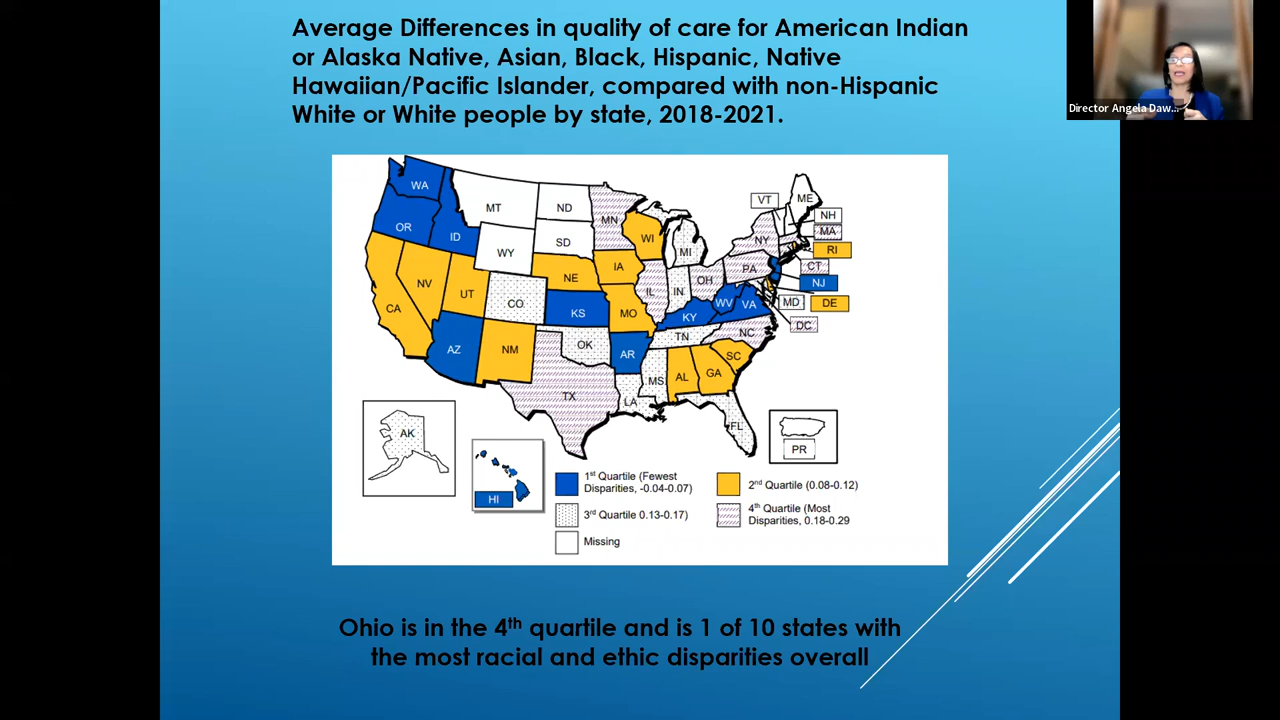 Average Differences in quality of care for American Indian
or Alaska Native, Asian, Black, Hispanic, Native
Hawaiian/Pacific Islander, compared with non-Hispanic
White or White people by state, 2018-2021.
Director Angela Daw...
WA
OR
ID
MT
ND
MN
WY
SD
WI
MI
NY
VT
ME
NH
MA
RI
CT
NJ
CA
NV
UT
CO
NE
IA
IL
IN
OH
PA
MD
DE
DC
KS
MO
KY
WV
VA
AZ
NM
OK
AR
TN
NC
SC
TX
LA
MS
AL
GA
FL
AK
HI
PR
1st Quartile (Fewest
Disparities, -0.04-0.07)
2nd Quartile (0.08-0.12)
3rd Quartile 0.13-0.17)
4th Quartile (Most
Disparities, 0.18-0.29
Missing
Ohio is in the 4th quartile and is 1 of 10 states with
the most racial and ethic disparities overall